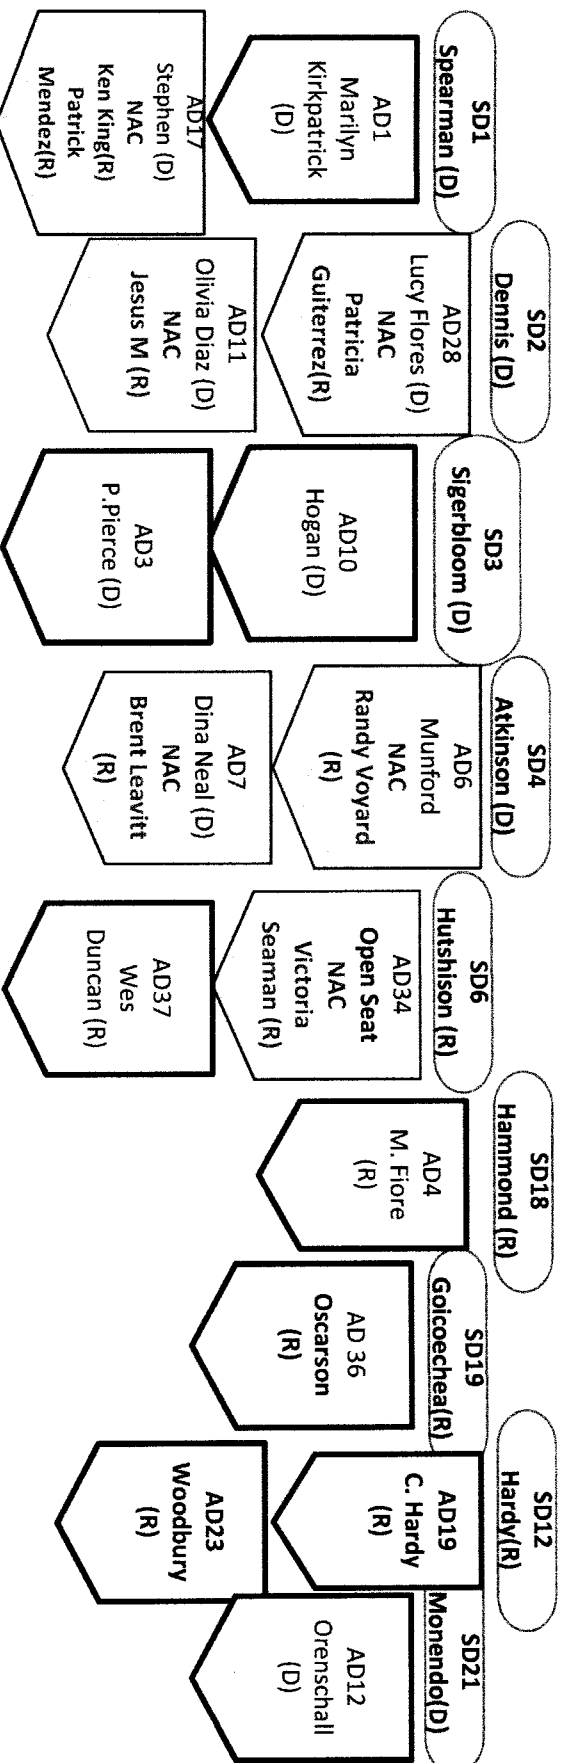 SD1
Spearman (D)
AD1
Marilyn
Kirkpatrick
(D)
AD17
Stephen (D)
NAC
Ken King(R)
Patrick
Mendez(R)
SD2
Dennis (D)
AD28
Lucy Flores (D)
NAC
Patricia
Guiterrez(R)
AD11
Olivia Diaz (D)
NAC
Jesus M (R)
SD3
Sigerbloom (D)
AD10
Hogan (D)
AD3
P.Pierce (D)
SD4
Atkinson (D)
AD6
Munford
NAC
Randy Voyard
(R)
AD7
Dina Neal (D)
NAC
Brent Leavitt
(R)
SD6
Hutshison (R)
AD34
Open Seat
NAC
Victoria
Seaman (R)
AD37
Wes
Duncan (R)
SD18
Hammond (R)
AD4
M. Fiore
(R)
SD19
Goicoechea(R)
AD 36
Oscarson
(R)
SD12
Hardy(R)
AD19
C. Hardy
(R)
AD23
Woodbury
(R)
SD21
Monendo(D)
AD12
Orenschall
(D)